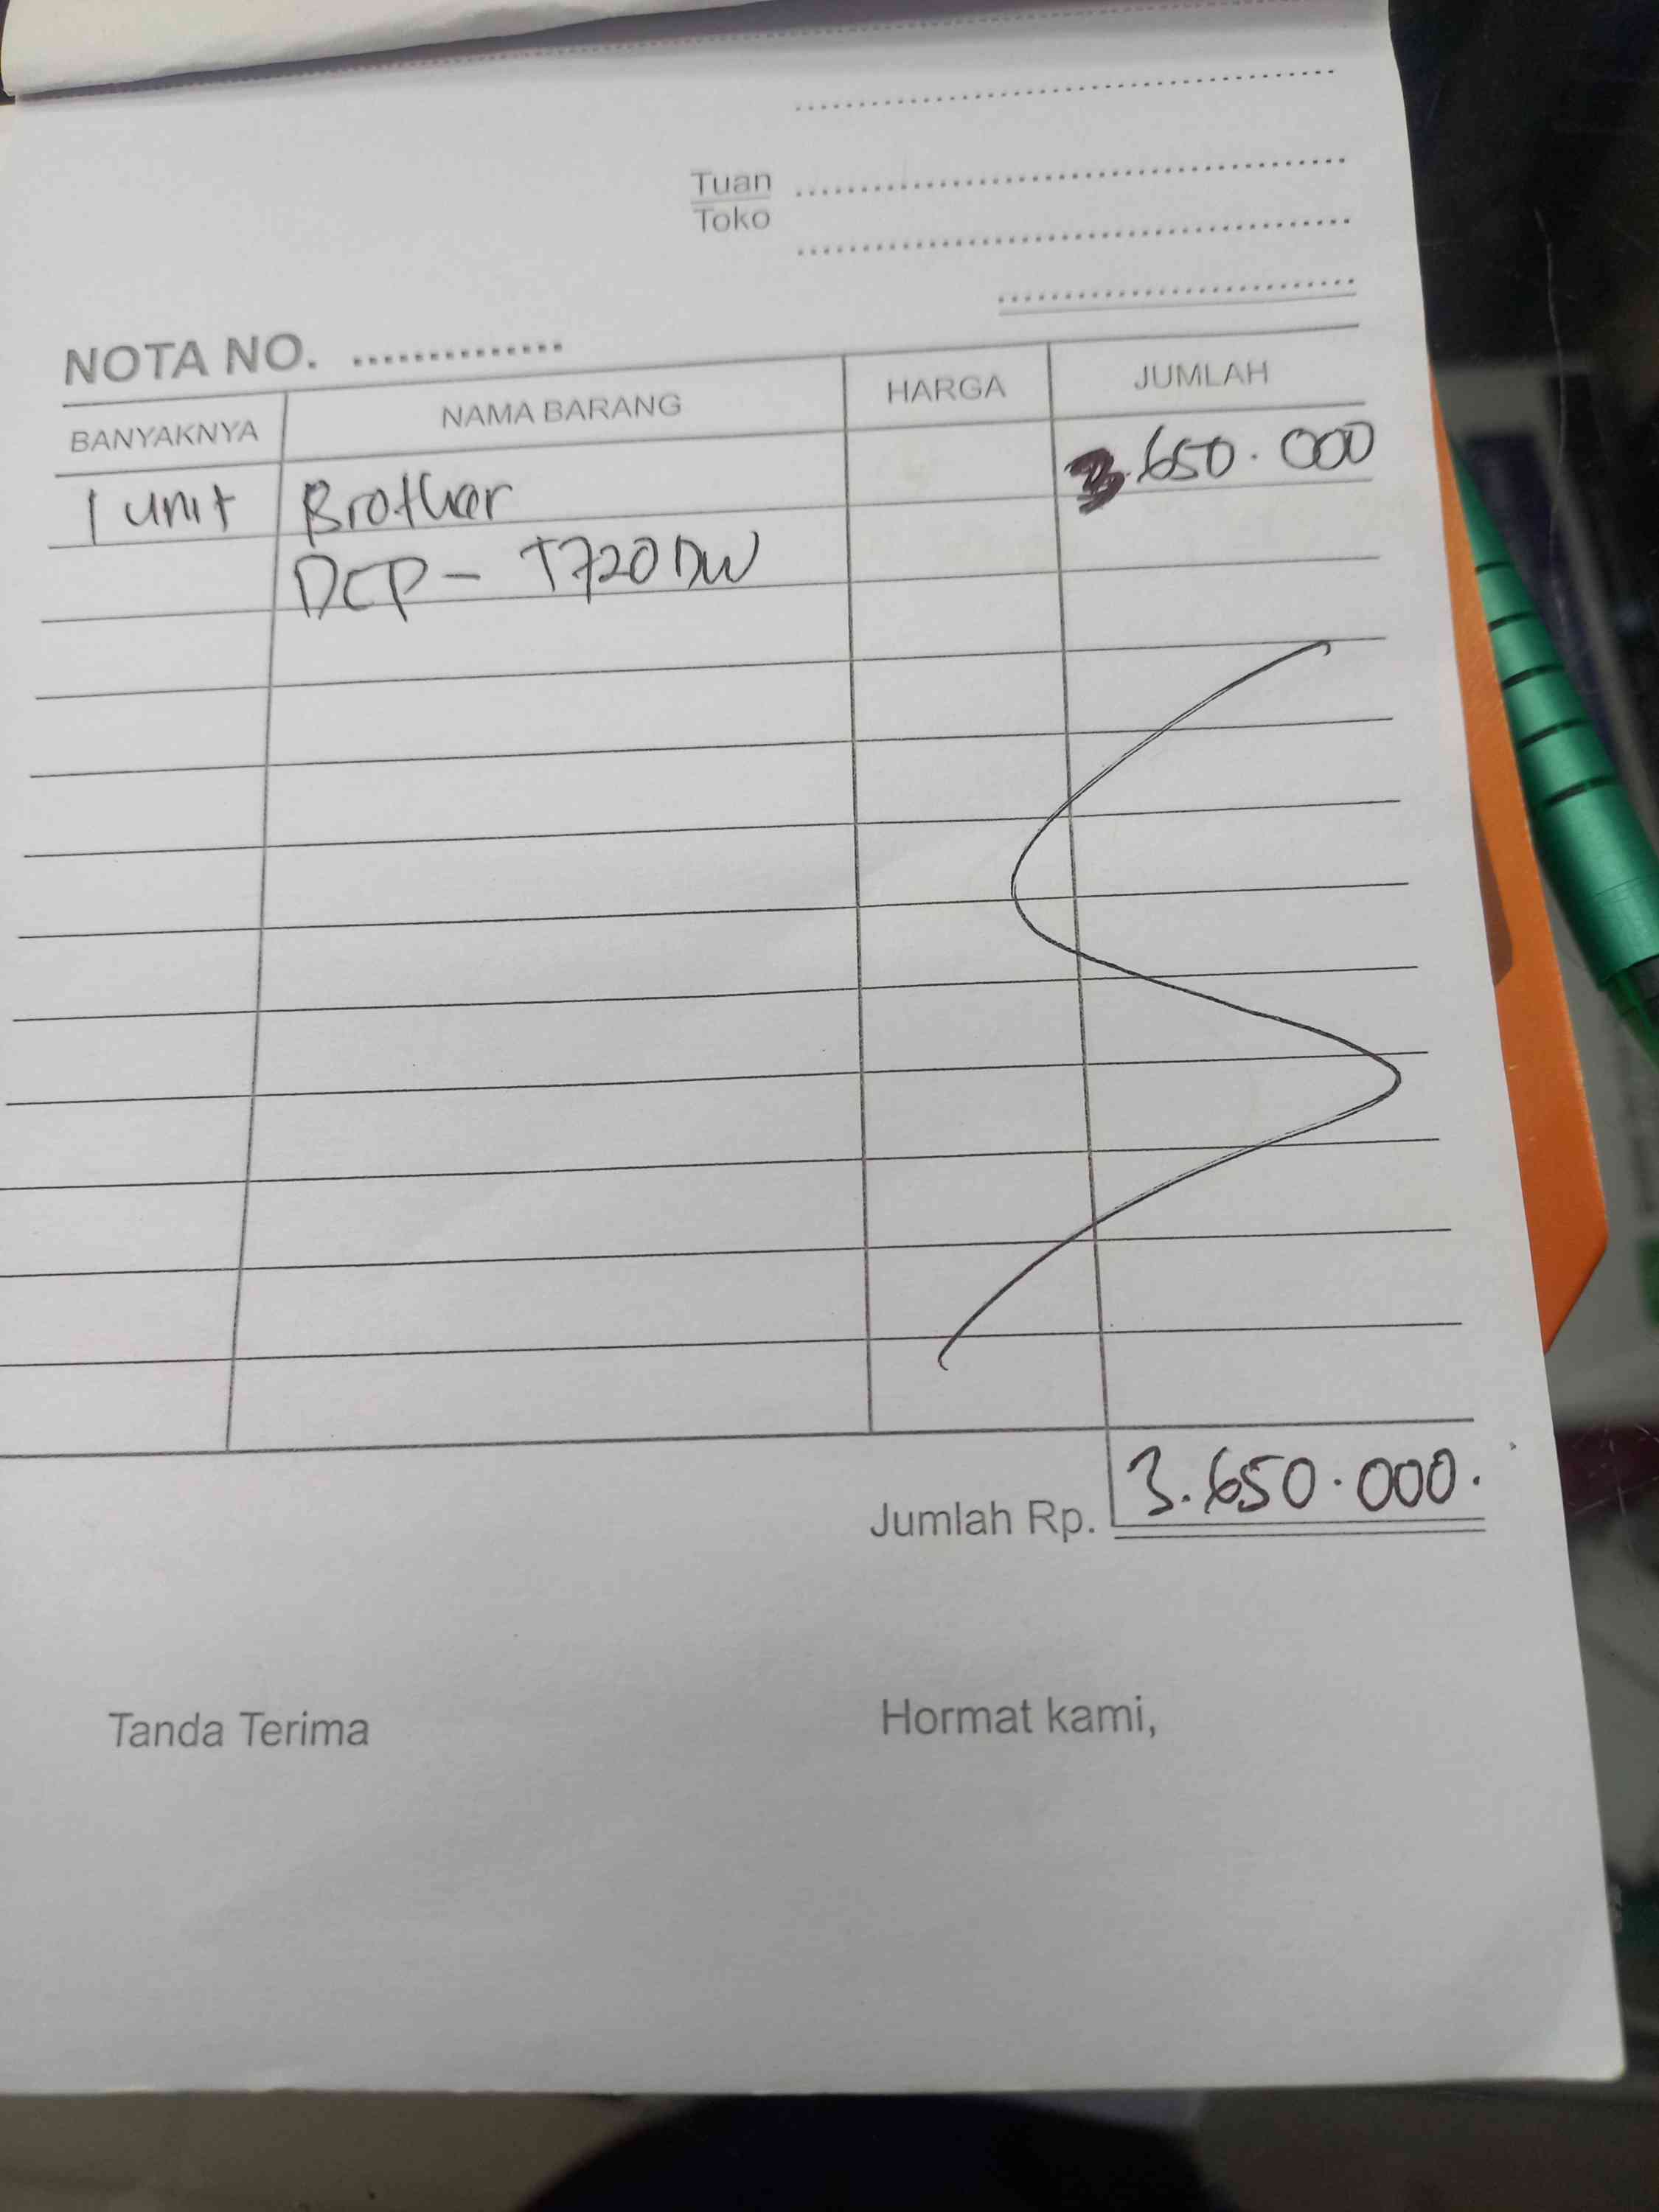 Tuan
Toko
NOTA NO. ..............
BANYAKNYA NAMA BARANG HARGA JUMLAH
1 unit Brother 3.650.000
DCP - T720DW
Jumlah Rp. 3.650.000.
Tanda Terima Hormat kami,